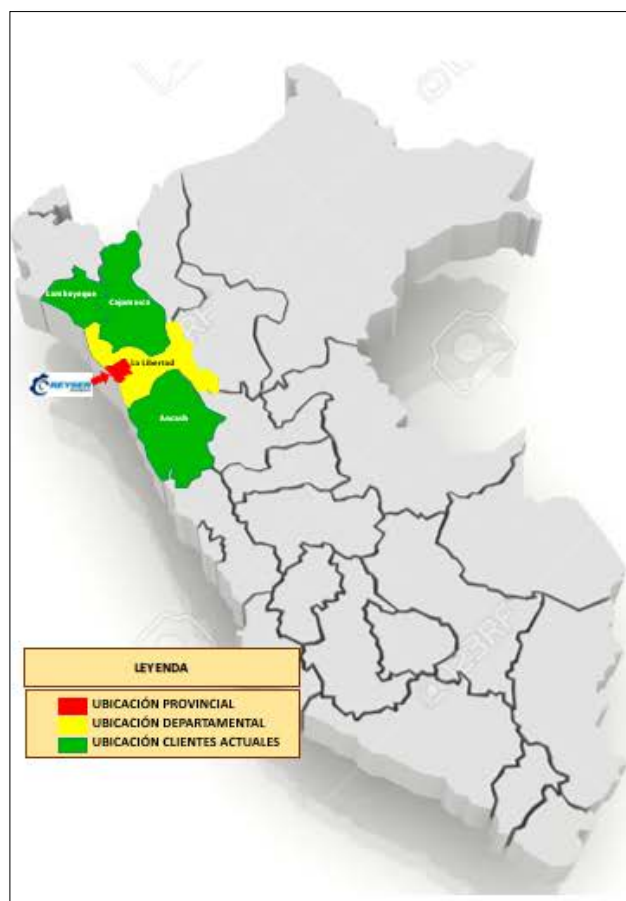 Lambayeque
Cajamarca
La Libertad
Ancash
LEYENDA
UBICACIÓN PROVINCIAL
UBICACIÓN DEPARTAMENTAL
UBICACIÓN CLIENTES ACTUALES